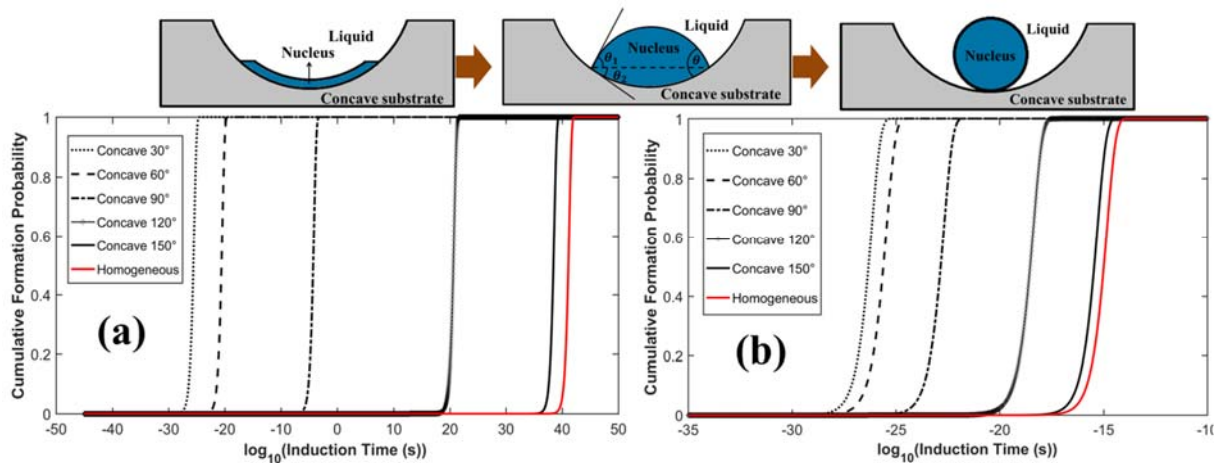 Liquid
Nucleus
Concave substrate
Liquid
Nucleus
θ1
θ2
θ
Concave substrate
Liquid
Nucleus
Concave substrate
Cumulative Formation Probability
1
0.8
0.6
0.4
0.2
0
Concave 30°
Concave 60°
Concave 90°
Concave 120°
Concave 150°
Homogeneous
(a)
-50 -40 -30 -20 -10 0 10 20 30 40 50
log10(Induction Time (s))
Cumulative Formation Probability
1
0.8
0.6
0.4
0.2
0
Concave 30°
Concave 60°
Concave 90°
Concave 120°
Concave 150°
Homogeneous
(b)
-35 -30 -25 -20 -15 -10
log10(Induction Time (s))